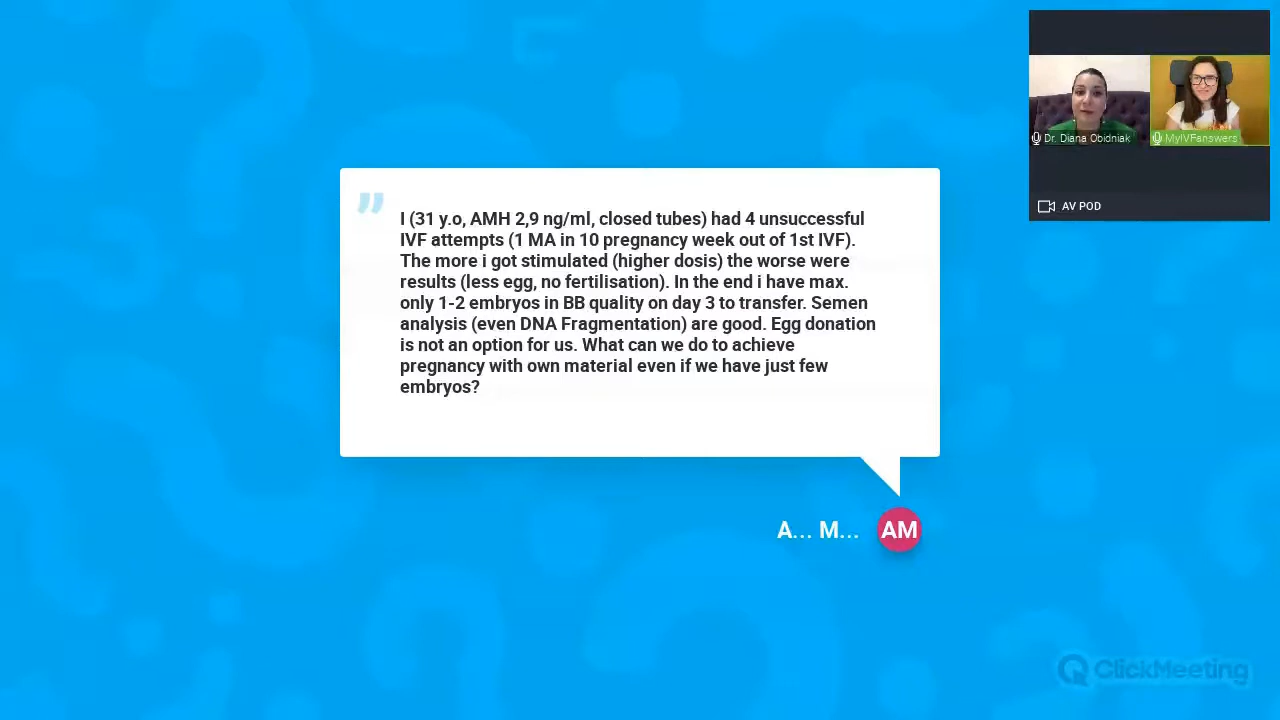 Dr. Diana Obidniak
MyIVFanswers
AV POD
I (31 y.o, AMH 2,9 ng/ml, closed tubes) had 4 unsuccessful
IVF attempts (1 MA in 10 pregnancy week out of 1st IVF).
The more i got stimulated (higher dosis) the worse were
results (less egg, no fertilisation). In the end i have max.
only 1-2 embryos in BB quality on day 3 to transfer. Semen
analysis (even DNA Fragmentation) are good. Egg donation
is not an option for us. What can we do to achieve
pregnancy with own material even if we have just few
embryos?
A... M...
AM
ClickMeeting